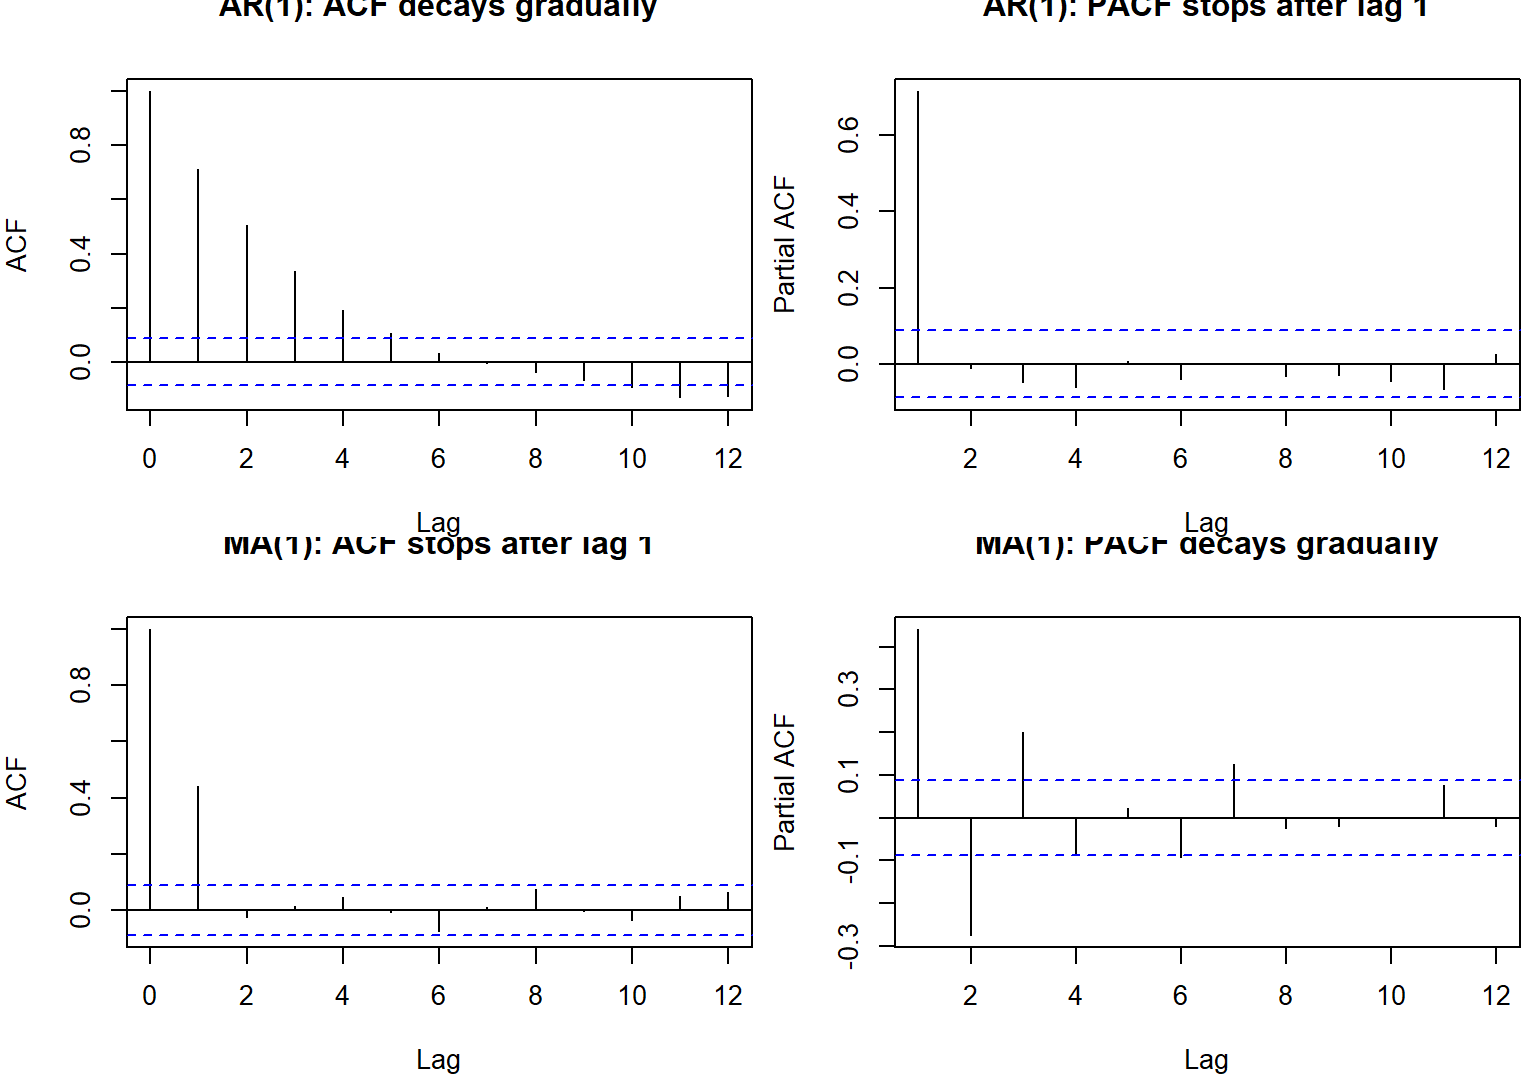 AR(1): ACF decays gradually
ACF
0.0 0.4 0.8
0 2 4 6 8 10 12
Lag
AR(1): PACF stops after lag 1
Partial ACF
0.0 0.2 0.4 0.6
2 4 6 8 10 12
Lag
MA(1): ACF stops after lag 1
ACF
0.0 0.4 0.8
0 2 4 6 8 10 12
Lag
MA(1): PACF decays gradually
Partial ACF
-0.3 -0.1 0.1 0.3
2 4 6 8 10 12
Lag